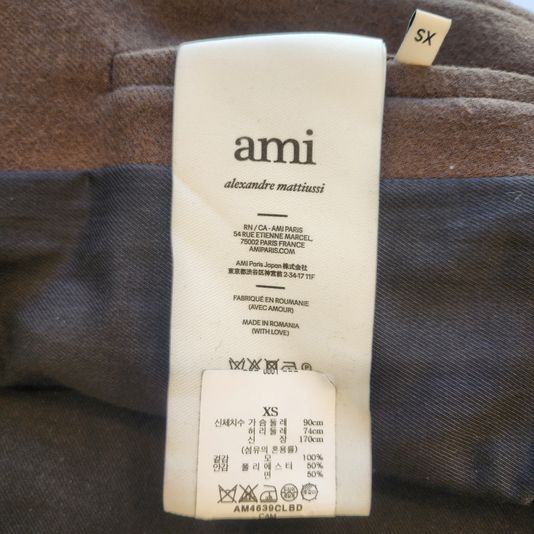 XS
ami
alexandre mattiussi
RN / CA - AMI PARIS
54 RUE ETIENNE MARCEL,
75002 PARIS FRANCE
AMIPARIS.COM
AMI Paris Japan 株式会社
東京都渋谷区神宮前 2-34-17 11F
FABRIQUÉ EN ROUMANIE
(AVEC AMOUR)
MADE IN ROMANIA
(WITH LOVE)
XS
신체치수 가슴둘레 90cm
허리둘레 74cm
신 장 170cm
(섬유의 혼용률)
겉감 모 100%
안감 폴리에스터 50%
면 50%
AM4639CLBD